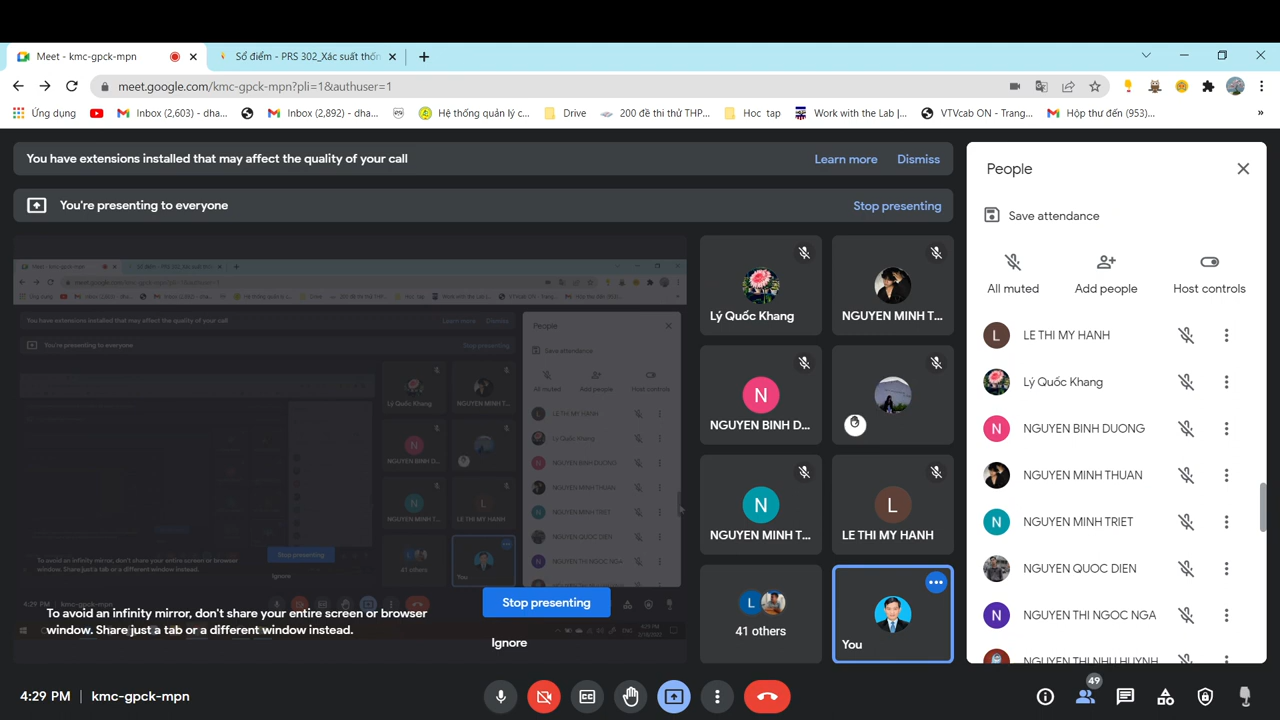 Meet - kmc-gpck-mpn
Sổ điểm - PRS 302_Xác suất thốn
meet.google.com/kmc-gpck-mpn?pli=1&authuser=1
Ứng dụng
Inbox (2,603) - dha...
Inbox (2,892) - dha...
Hệ thống quản lý c...
Drive
200 đề thi thử THP...
Hoc tap
Work with the Lab |...
VTVcab ON - Trang...
Hộp thư đến (953)...
»
You have extensions installed that may affect the quality of your call
Learn more
Dismiss
You're presenting to everyone
Stop presenting
Lý Quốc Khang
NGUYEN MINH T...
N
NGUYEN BINH D...
N
NGUYEN MINH T...
L
LE THI MY HANH
L
41 others
You
To avoid an infinity mirror, don't share your entire screen or browser
window. Share just a tab or a different window instead.
Stop presenting
Ignore
People
Save attendance
All muted
Add people
Host controls
L
LE THI MY HANH
Lý Quốc Khang
N
NGUYEN BINH DUONG
NGUYEN MINH THUAN
N
NGUYEN MINH TRIET
NGUYEN QUOC DIEN
N
NGUYEN THI NGOC NGA
NGUYEN THI NHU HUYNH
4:29 PM
kmc-gpck-mpn
49